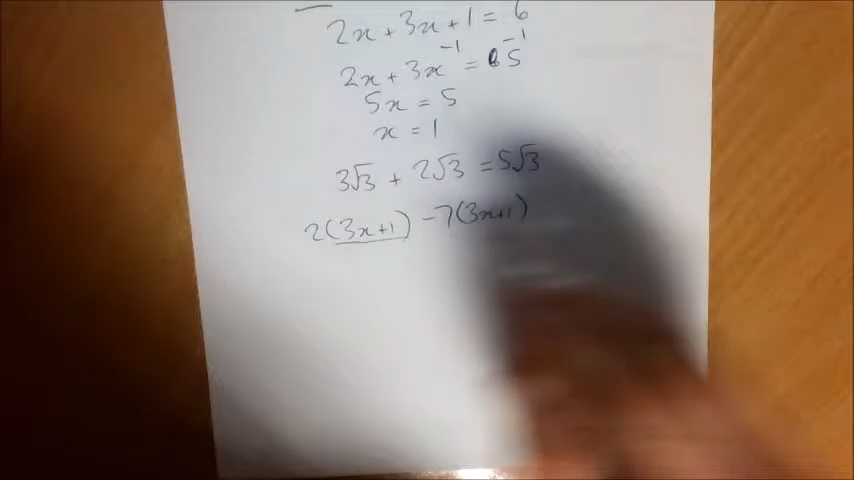 2x + 3x + 1 = 6
2x + 3x -1 = 6 5 -1
5x = 5
x = 1
3√3 + 2√3 = 5√3
2(3x+1) - 7(3x+1)